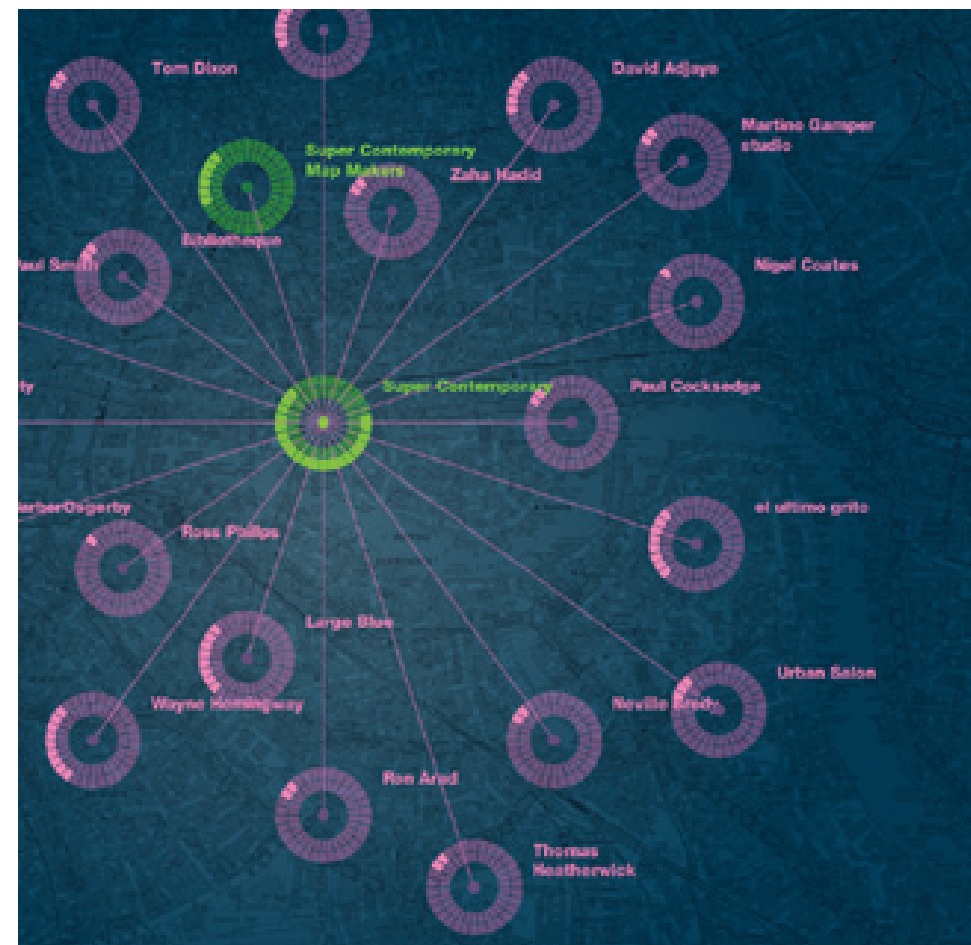 Tom Dixon
David Adjaye
Martino Gamper
studio
Super Contemporary
Map Makers
Zaha Hadid
Bibliotheque
Paul Smith
Nigel Coates
Super Contemporary
Paul Cocksedge
ty
BarberOsgerby
el ultimo grito
Ross Philips
Large Blue
Urban Salon
Wayne Hemingway
Neville Brody
Ron Arad
Thomas
Heatherwick